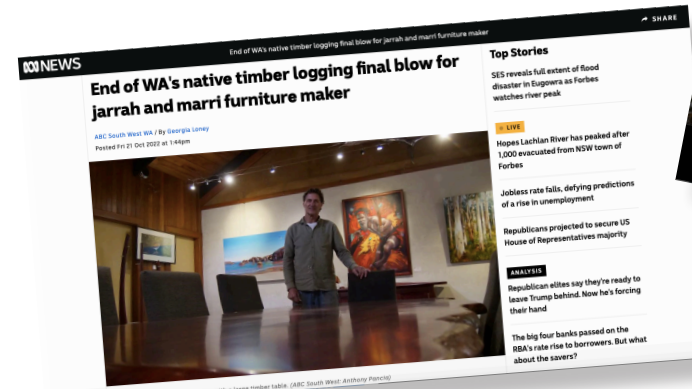 NEWS
End of WA's native timber logging final blow for jarrah and marri furniture maker
SHARE
End of WA's native timber logging final blow for
jarrah and marri furniture maker
ABC South West WA / By Georgia Loney
Posted Fri 21 Oct 2022 at 1:44pm
large timber table. (ABC South West: Anthony Pancia)
Top Stories
SES reveals full extent of flood
disaster in Eugowra as Forbes
watches river peak
LIVE
Hopes Lachlan River has peaked after
1,000 evacuated from NSW town of
Forbes
Jobless rate falls, defying predictions
of a rise in unemployment
Republicans projected to secure US
House of Representatives majority
ANALYSIS
Republican elites say they're ready to
leave Trump behind. Now he's forcing
their hand
The big four banks passed on the
RBA's rate rise to borrowers. But what
about the savers?